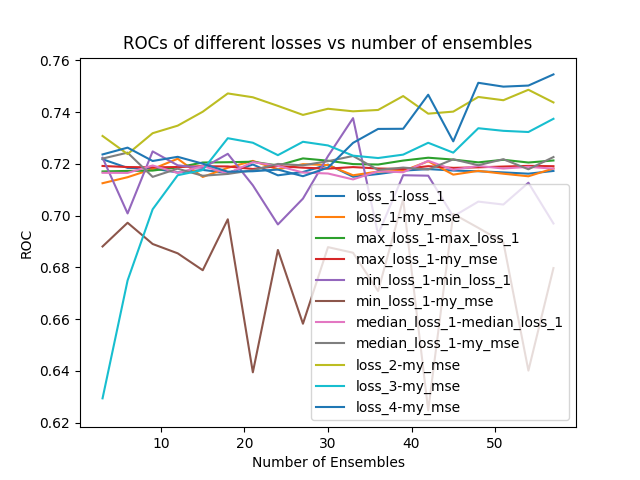 ROCs of different losses vs number of ensembles
0.76
0.74
0.72
0.70
0.68
0.66
0.64
0.62
ROC
loss_1-loss_1
loss_1-my_mse
max_loss_1-max_loss_1
max_loss_1-my_mse
min_loss_1-min_loss_1
min_loss_1-my_mse
median_loss_1-median_loss_1
median_loss_1-my_mse
loss_2-my_mse
loss_3-my_mse
loss_4-my_mse
10 20 30 40 50
Number of Ensembles